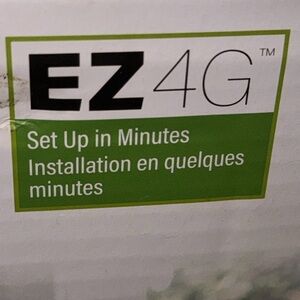 EZ4G™
Set Up in Minutes
Installation en quelques
minutes